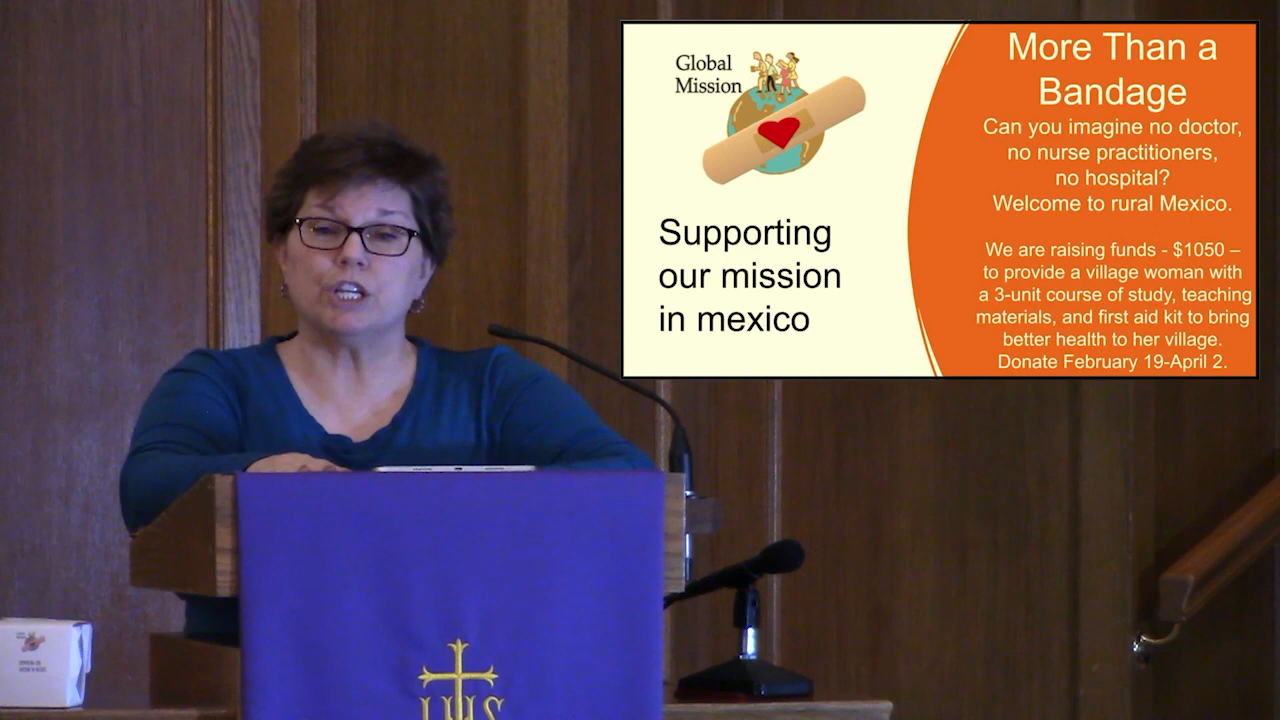 Global
Mission
Supporting
our mission
in mexico
More Than a
Bandage
Can you imagine no doctor,
no nurse practitioners,
no hospital?
Welcome to rural Mexico.
We are raising funds - $1050 –
to provide a village woman with
a 3-unit course of study, teaching
materials, and first aid kit to bring
better health to her village.
Donate February 19-April 2.
IHS